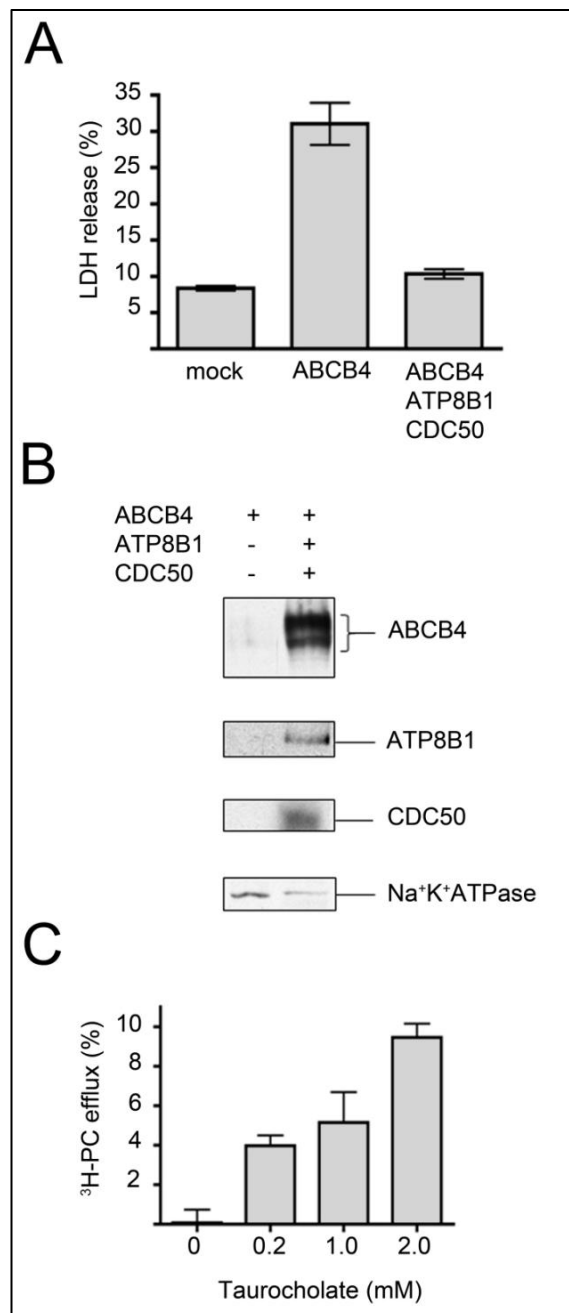 A
LDH release (%)
35
30
25
20
15
10
5
mock
ABCB4
ABCB4
ATP8B1
CDC50
B
ABCB4 + +
ATP8B1 - +
CDC50 - +
ABCB4
ATP8B1
CDC50
Na⁺K⁺ATPase
C
³H-PC efflux (%)
10
8
6
4
2
0 0.2 1.0 2.0
Taurocholate (mM)